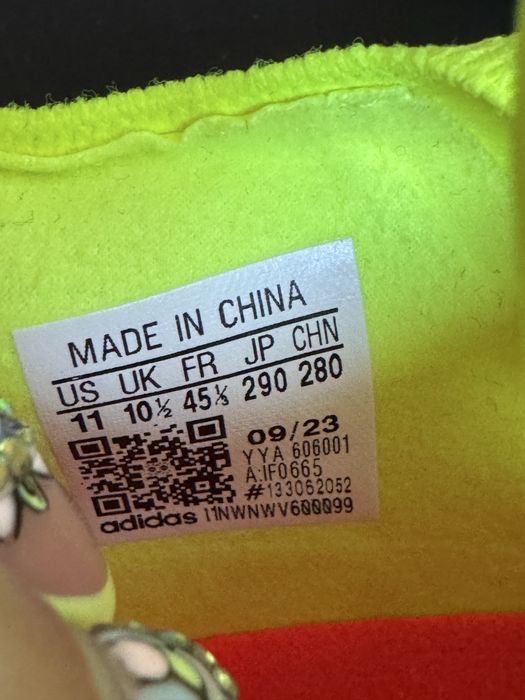 MADE IN CHINA
US UK FR JP CHN
11 10½ 45⅓ 290 280
09/23
YYA 606001
A:IF0665
#133062052
adidas I1NWNWV600099